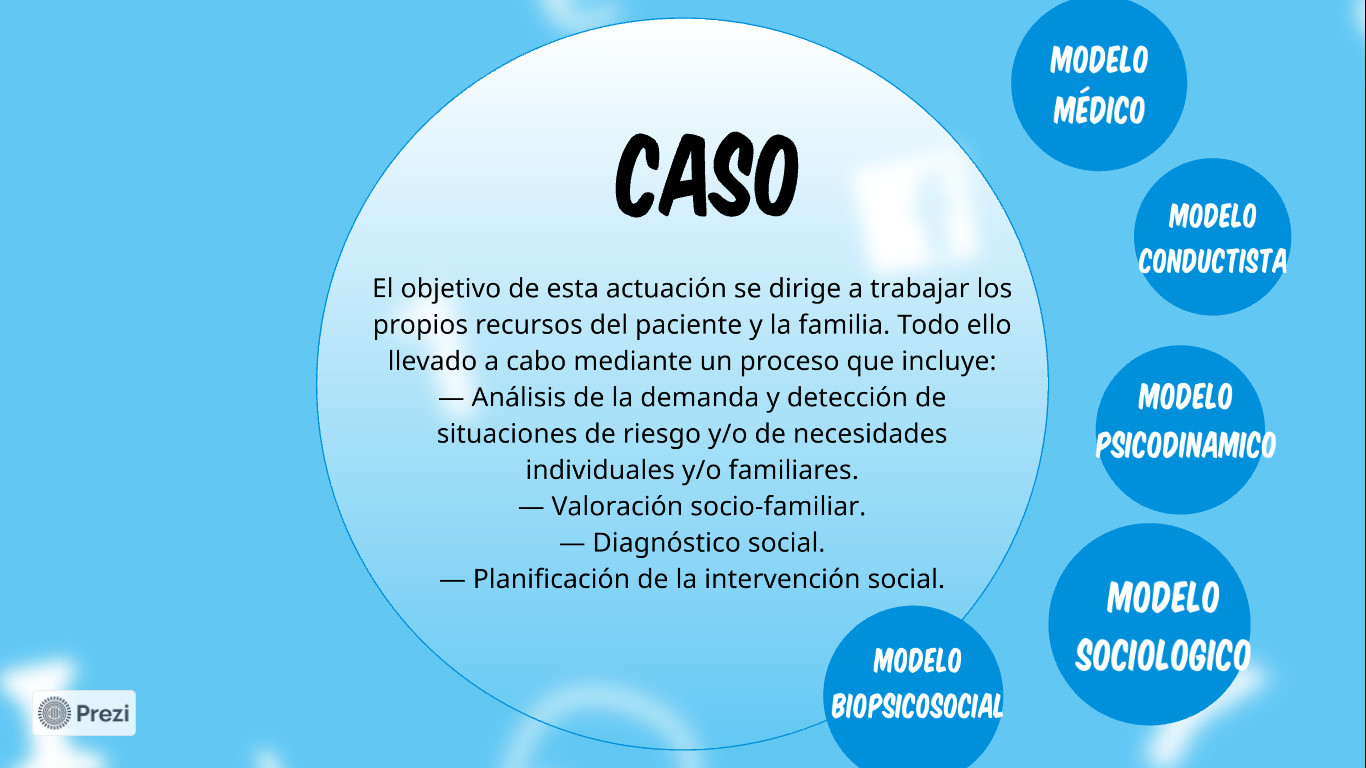 CASO
El objetivo de esta actuación se dirige a trabajar los
propios recursos del paciente y la familia. Todo ello
llevado a cabo mediante un proceso que incluye:
— Análisis de la demanda y detección de
situaciones de riesgo y/o de necesidades
individuales y/o familiares.
— Valoración socio-familiar.
— Diagnóstico social.
— Planificación de la intervención social.
MODELO
MÉDICO
MODELO
CONDUCTISTA
MODELO
PSICODINAMICO
MODELO
SOCIOLOGICO
MODELO
BIOPSICOSOCIAL
Prezi